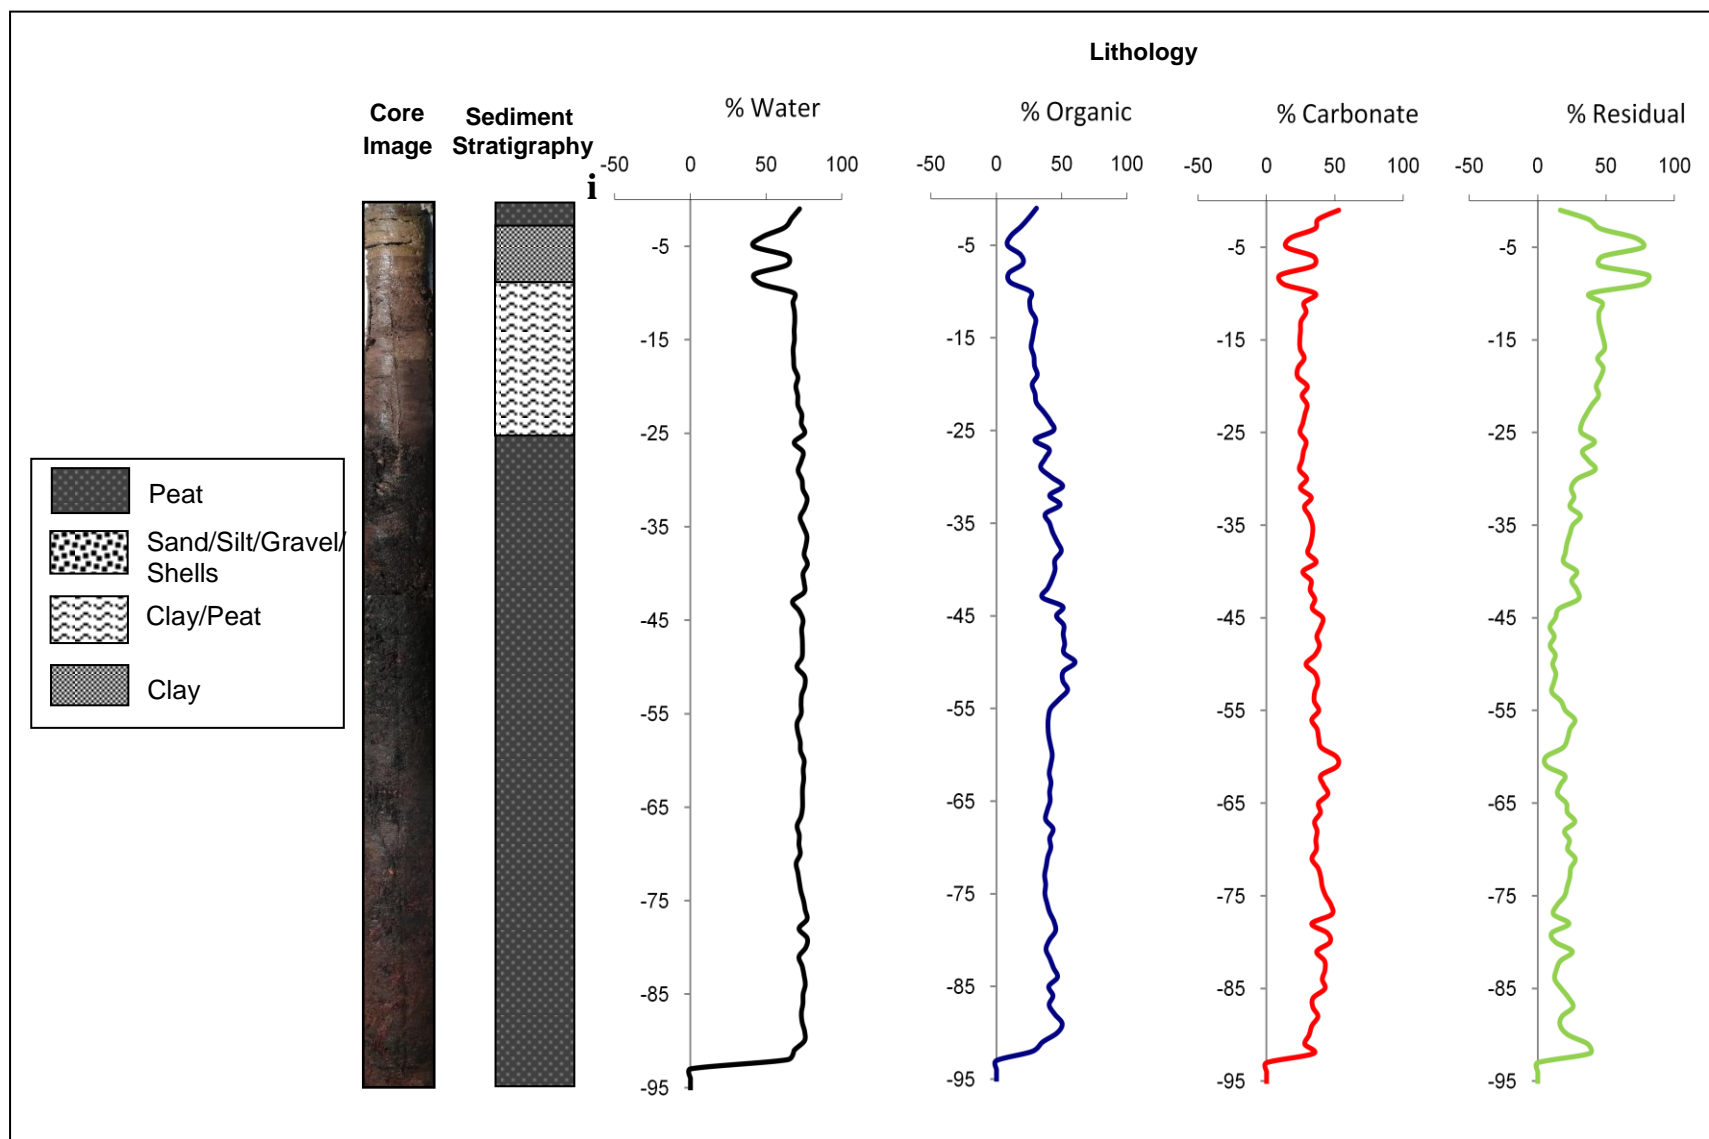 Lithology
Core
Image
Sediment
Stratigraphy
i
% Water
% Organic
% Carbonate
% Residual
-50 0 50 100
-50 0 50 100
-50 0 50 100
-50 0 50 100
-5
-15
-25
-35
-45
-55
-65
-75
-85
-95
-5
-15
-25
-35
-45
-55
-65
-75
-85
-95
-5
-15
-25
-35
-45
-55
-65
-75
-85
-95
-5
-15
-25
-35
-45
-55
-65
-75
-85
-95
Peat
Sand/Silt/Gravel/
Shells
Clay/Peat
Clay